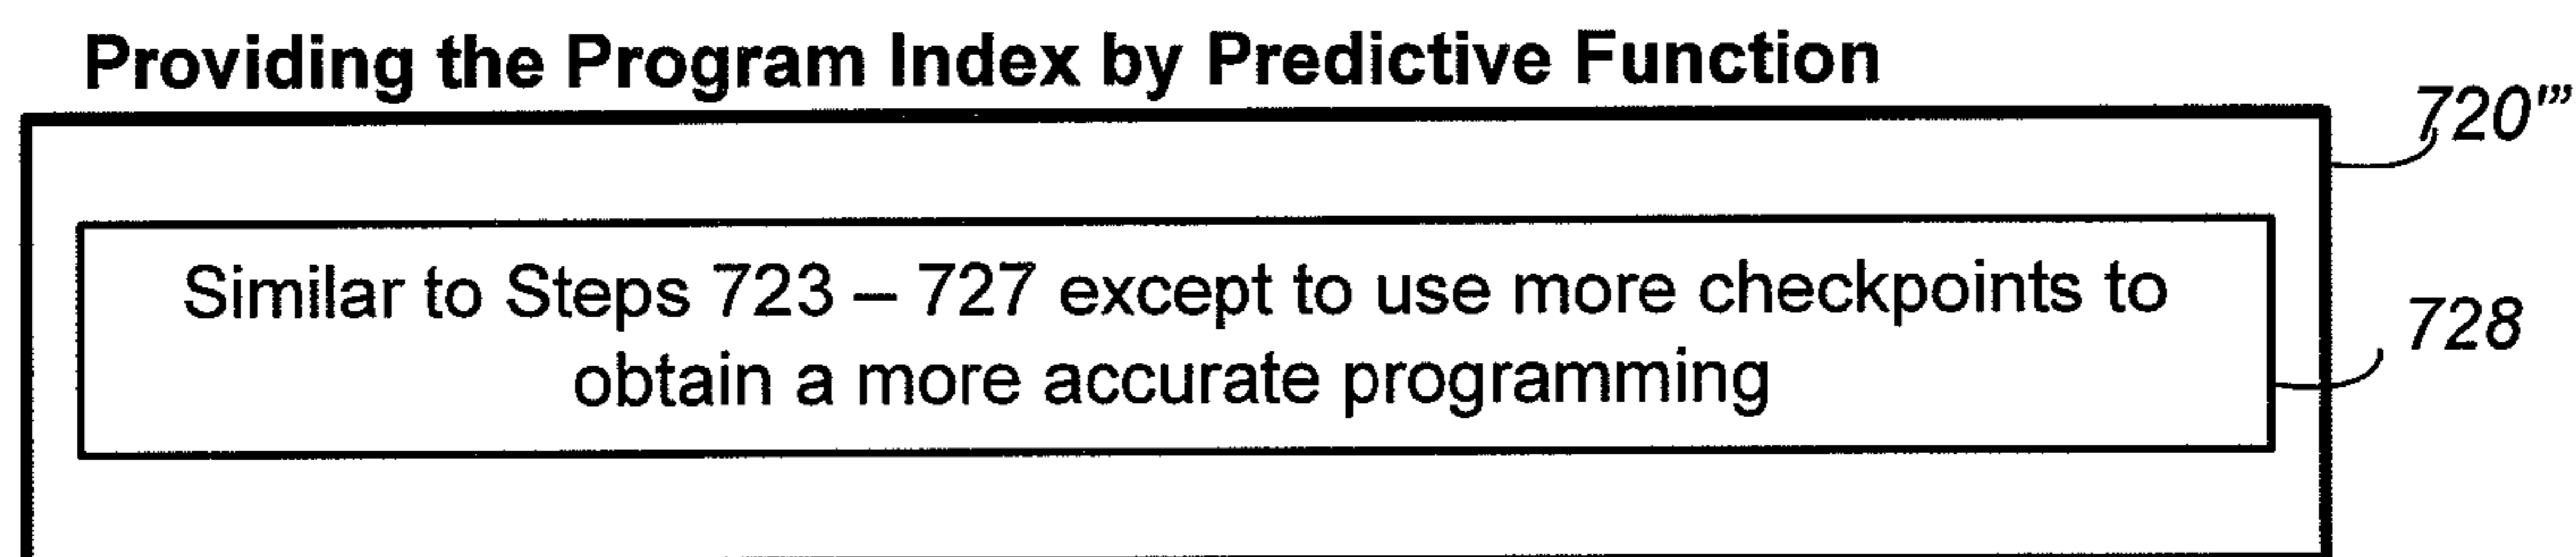 Providing the Program Index by Predictive Function
720'''
Similar to Steps 723 – 727 except to use more checkpoints to
obtain a more accurate programming
728